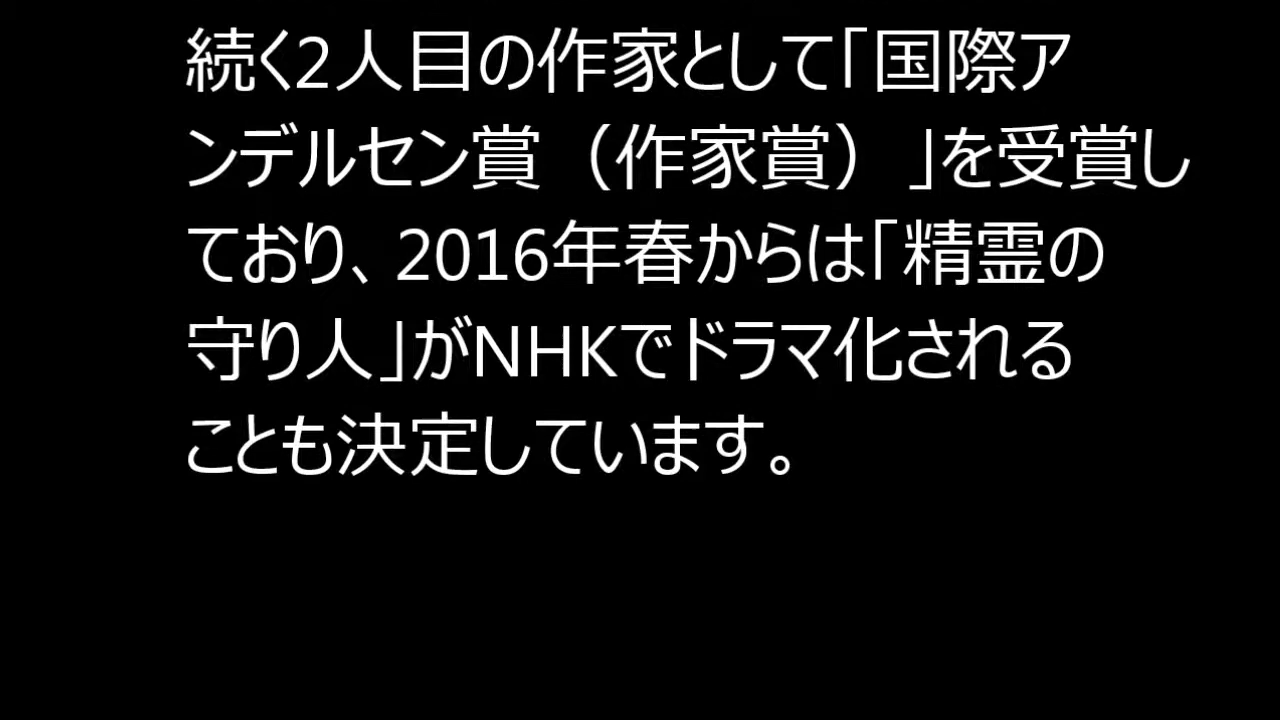 続く2人目の作家として「国際ア
ンデルセン賞（作家賞）」を受賞し
ており、2016年春からは「精霊の
守り人」がNHKでドラマ化される
ことも決定しています。